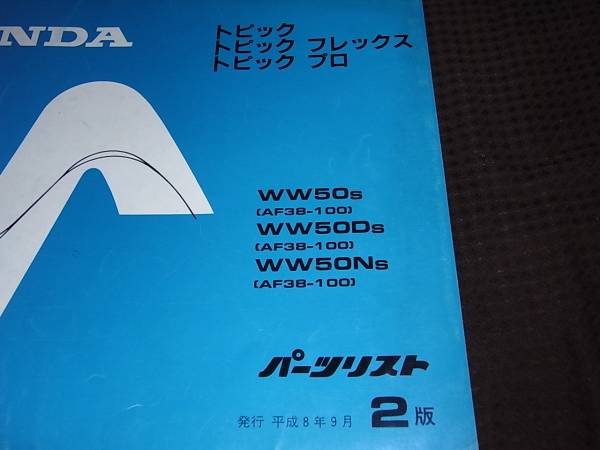 NDA
トピック
トピック フレックス
トピック プロ
WW50S
(AF38-100)
WW50DS
(AF38-100)
WW50NS
(AF38-100)
パーツリスト
発行 平成8年9月 2版